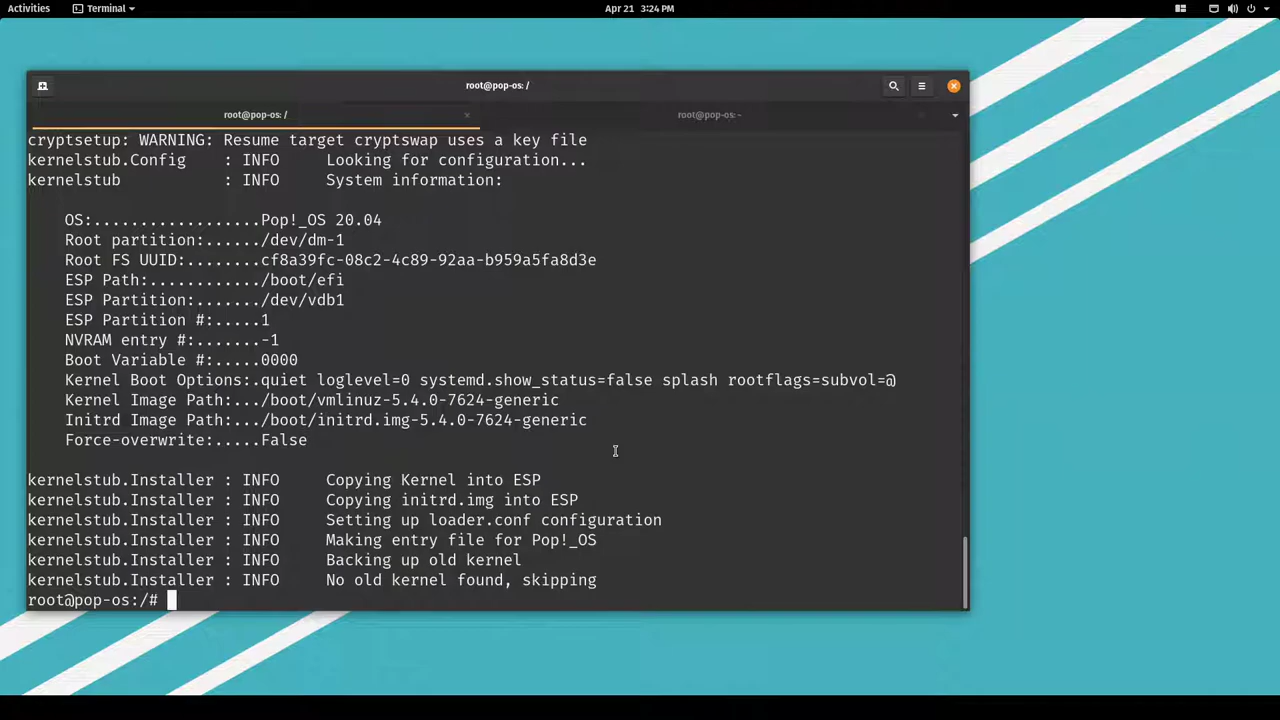 Activities
Terminal
Apr 21 3:24 PM
root@pop-os: /
root@pop-os: /
×
root@pop-os: ~
cryptsetup: WARNING: Resume target cryptswap uses a key file
kernelstub.Config    : INFO     Looking for configuration...
kernelstub           : INFO     System information:
OS:..................Pop!_OS 20.04
Root partition:....../dev/dm-1
Root FS UUID:........cf8a39fc-08c2-4c89-92aa-b959a5fa8d3e
ESP Path:............/boot/efi
ESP Partition:......./dev/vdb1
ESP Partition #:.....1
NVRAM entry #:.......-1
Boot Variable #:.....0000
Kernel Boot Options:.quiet loglevel=0 systemd.show_status=false splash rootflags=subvol=@
Kernel Image Path:.../boot/vmlinuz-5.4.0-7624-generic
Initrd Image Path:.../boot/initrd.img-5.4.0-7624-generic
Force-overwrite:.....False
kernelstub.Installer : INFO     Copying Kernel into ESP
kernelstub.Installer : INFO     Copying initrd.img into ESP
kernelstub.Installer : INFO     Setting up loader.conf configuration
kernelstub.Installer : INFO     Making entry file for Pop!_OS
kernelstub.Installer : INFO     Backing up old kernel
kernelstub.Installer : INFO     No old kernel found, skipping
root@pop-os:/#